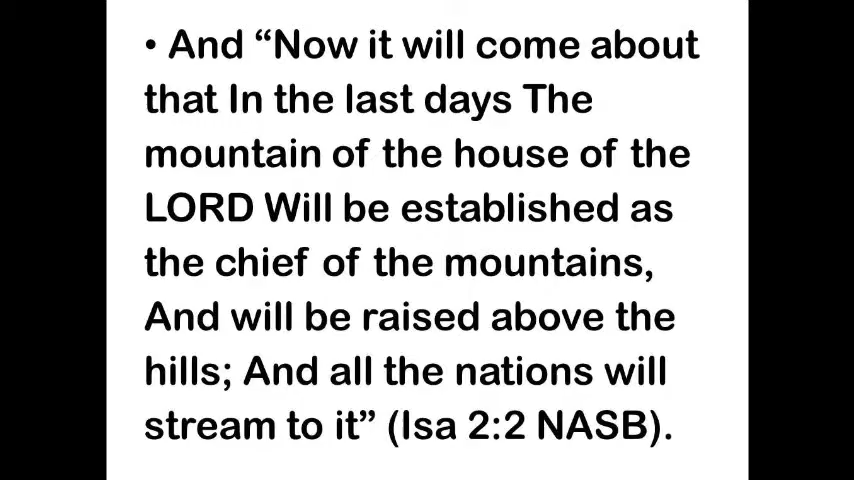 • And “Now it will come about
that In the last days The
mountain of the house of the
LORD Will be established as
the chief of the mountains,
And will be raised above the
hills; And all the nations will
stream to it” (Isa 2:2 NASB).